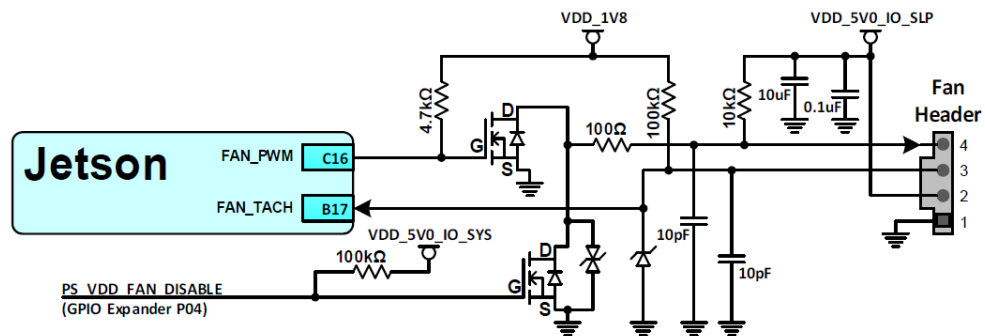 VDD_1V8
VDD_5V0_IO_SLP
Fan
Header
4.7kΩ
100kΩ
10kΩ
10uF
0.1uF
D
G
S
100Ω
Jetson
FAN_PWM
C16
FAN_TACH
B17
4
3
2
1
VDD_5V0_IO_SYS
100kΩ
10pF
10pF
D
G
S
PS_VDD_FAN_DISABLE
(GPIO Expander P04)